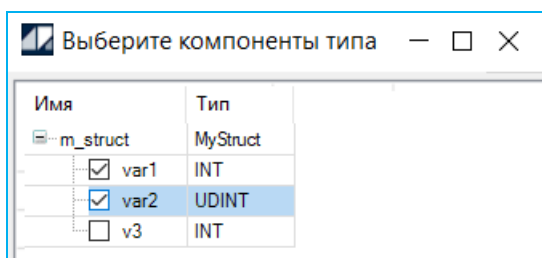 Выберите компоненты типа
Имя Тип
m_struct MyStruct
var1 INT
var2 UDINT
v3 INT